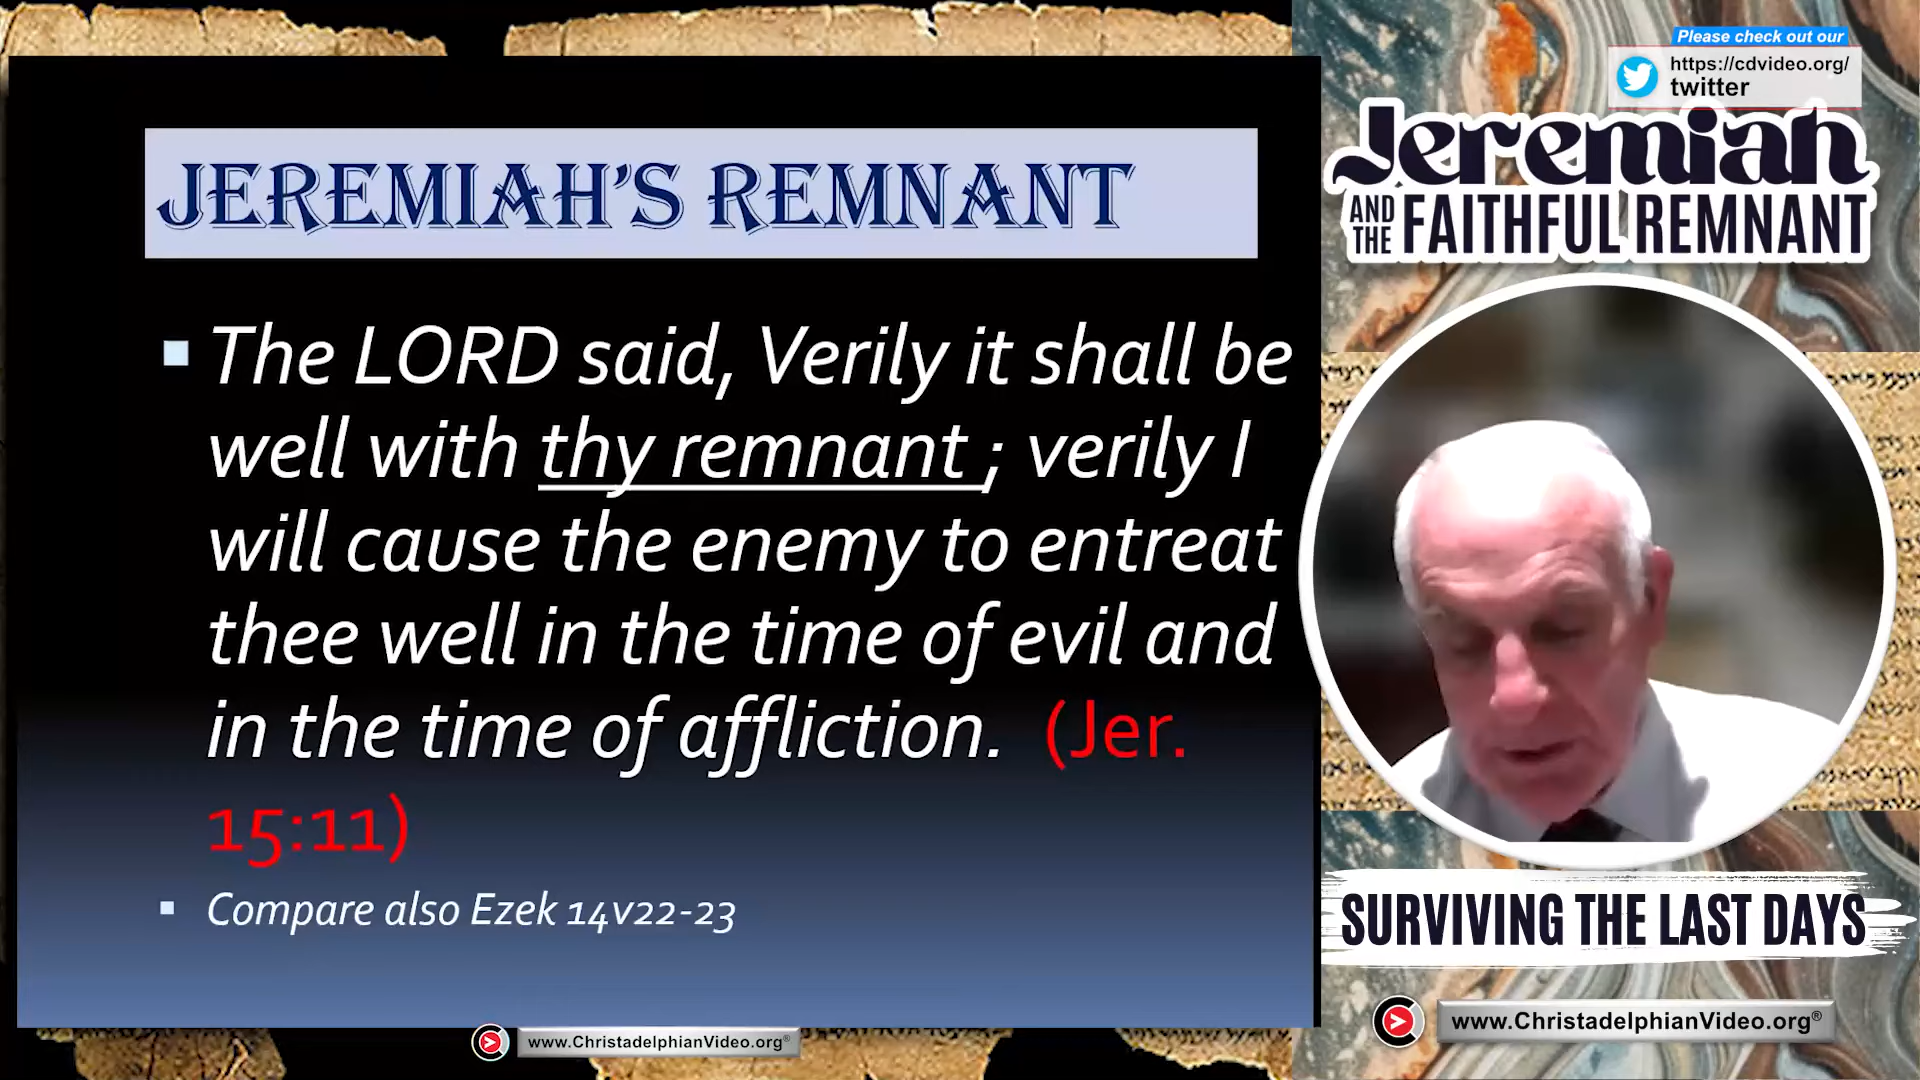 JEREMIAH'S REMNANT
▪ The LORD said, Verily it shall be
well with thy remnant ; verily I
will cause the enemy to entreat
thee well in the time of evil and
in the time of affliction. (Jer.
15:11)
▪ Compare also Ezek 14v22-23
www.ChristadelphianVideo.org®
Please check out our
https://cdvideo.org/
twitter
Jeremiah
AND THE FAITHFUL REMNANT
SURVIVING THE LAST DAYS
www.ChristadelphianVideo.org®